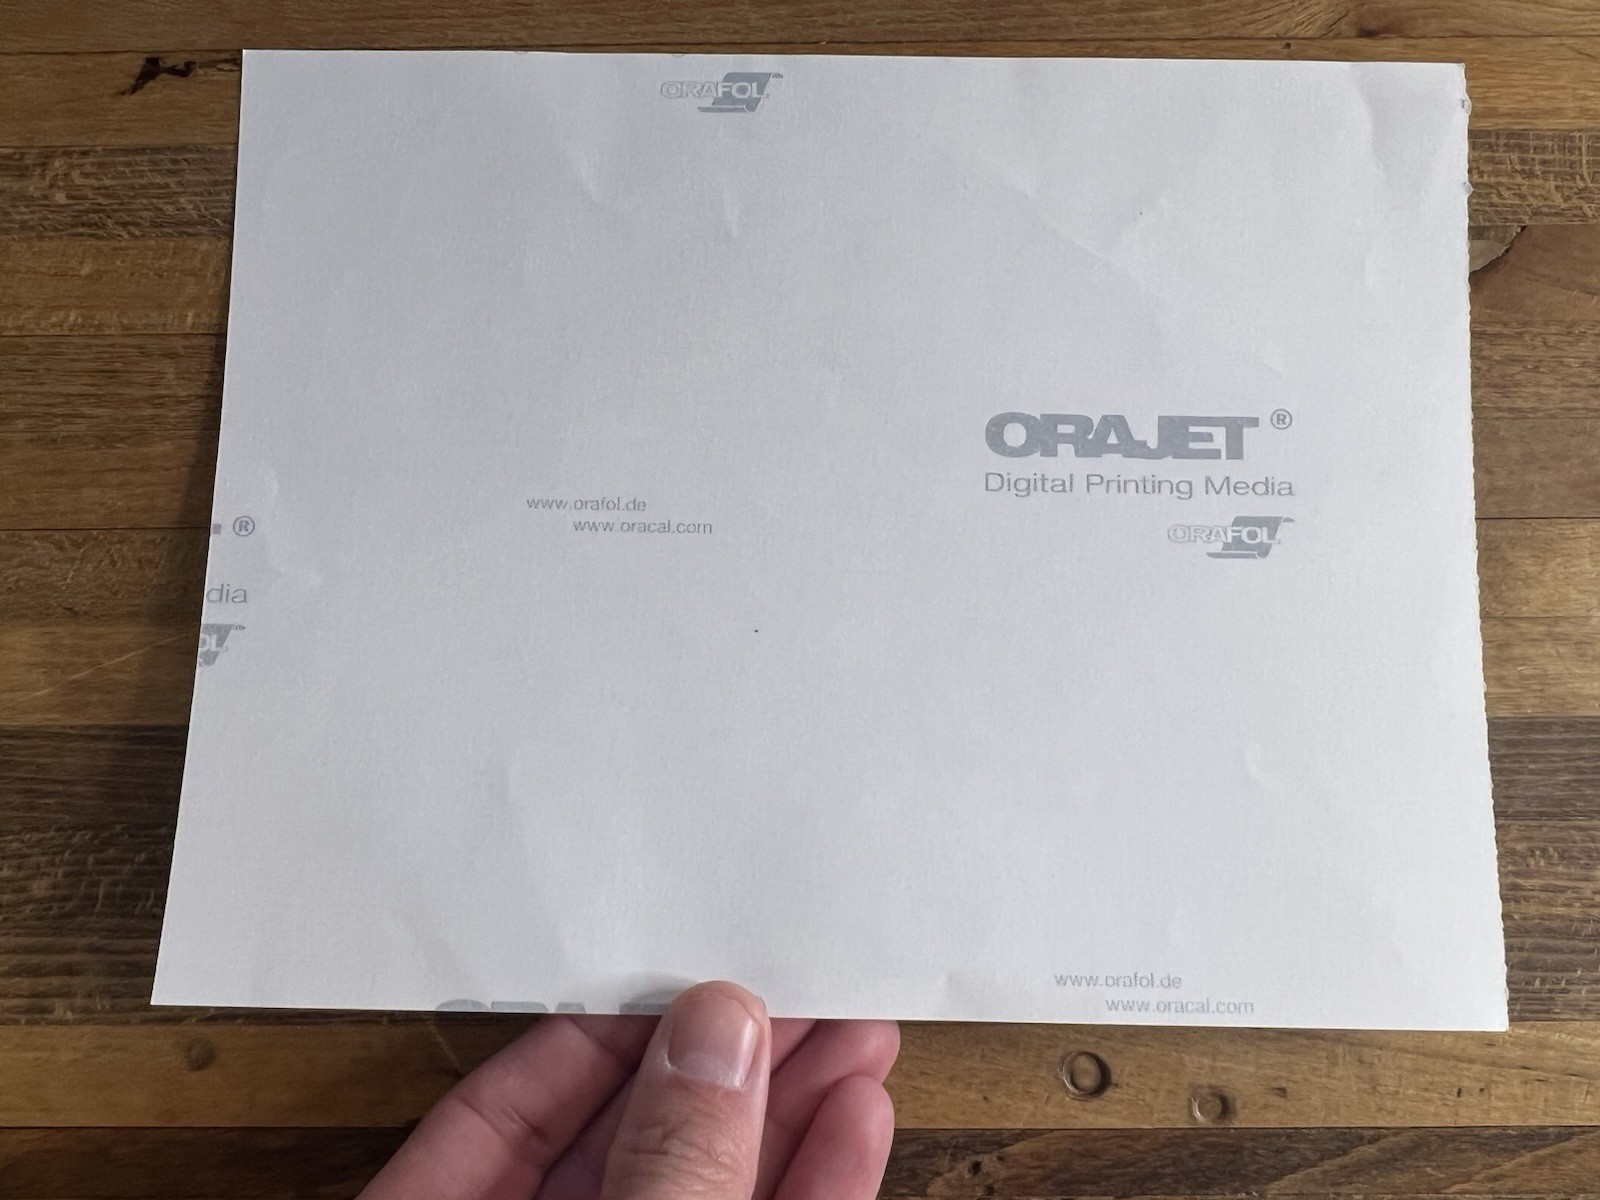 ORAFOL
ORAJET ®
Digital Printing Media
www.orafol.de
www.oracal.com
ORAFOL
®
dia
OL
www.orafol.de
www.oracal.com